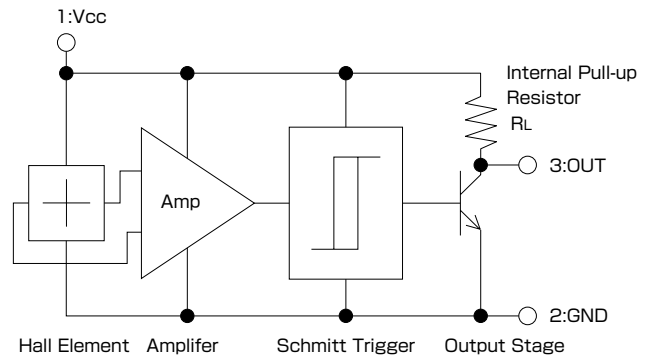 1:Vcc
Internal Pull-up
Resistor
RL
3:OUT
Amp
2:GND
Hall Element
Amplifer
Schmitt Trigger
Output Stage